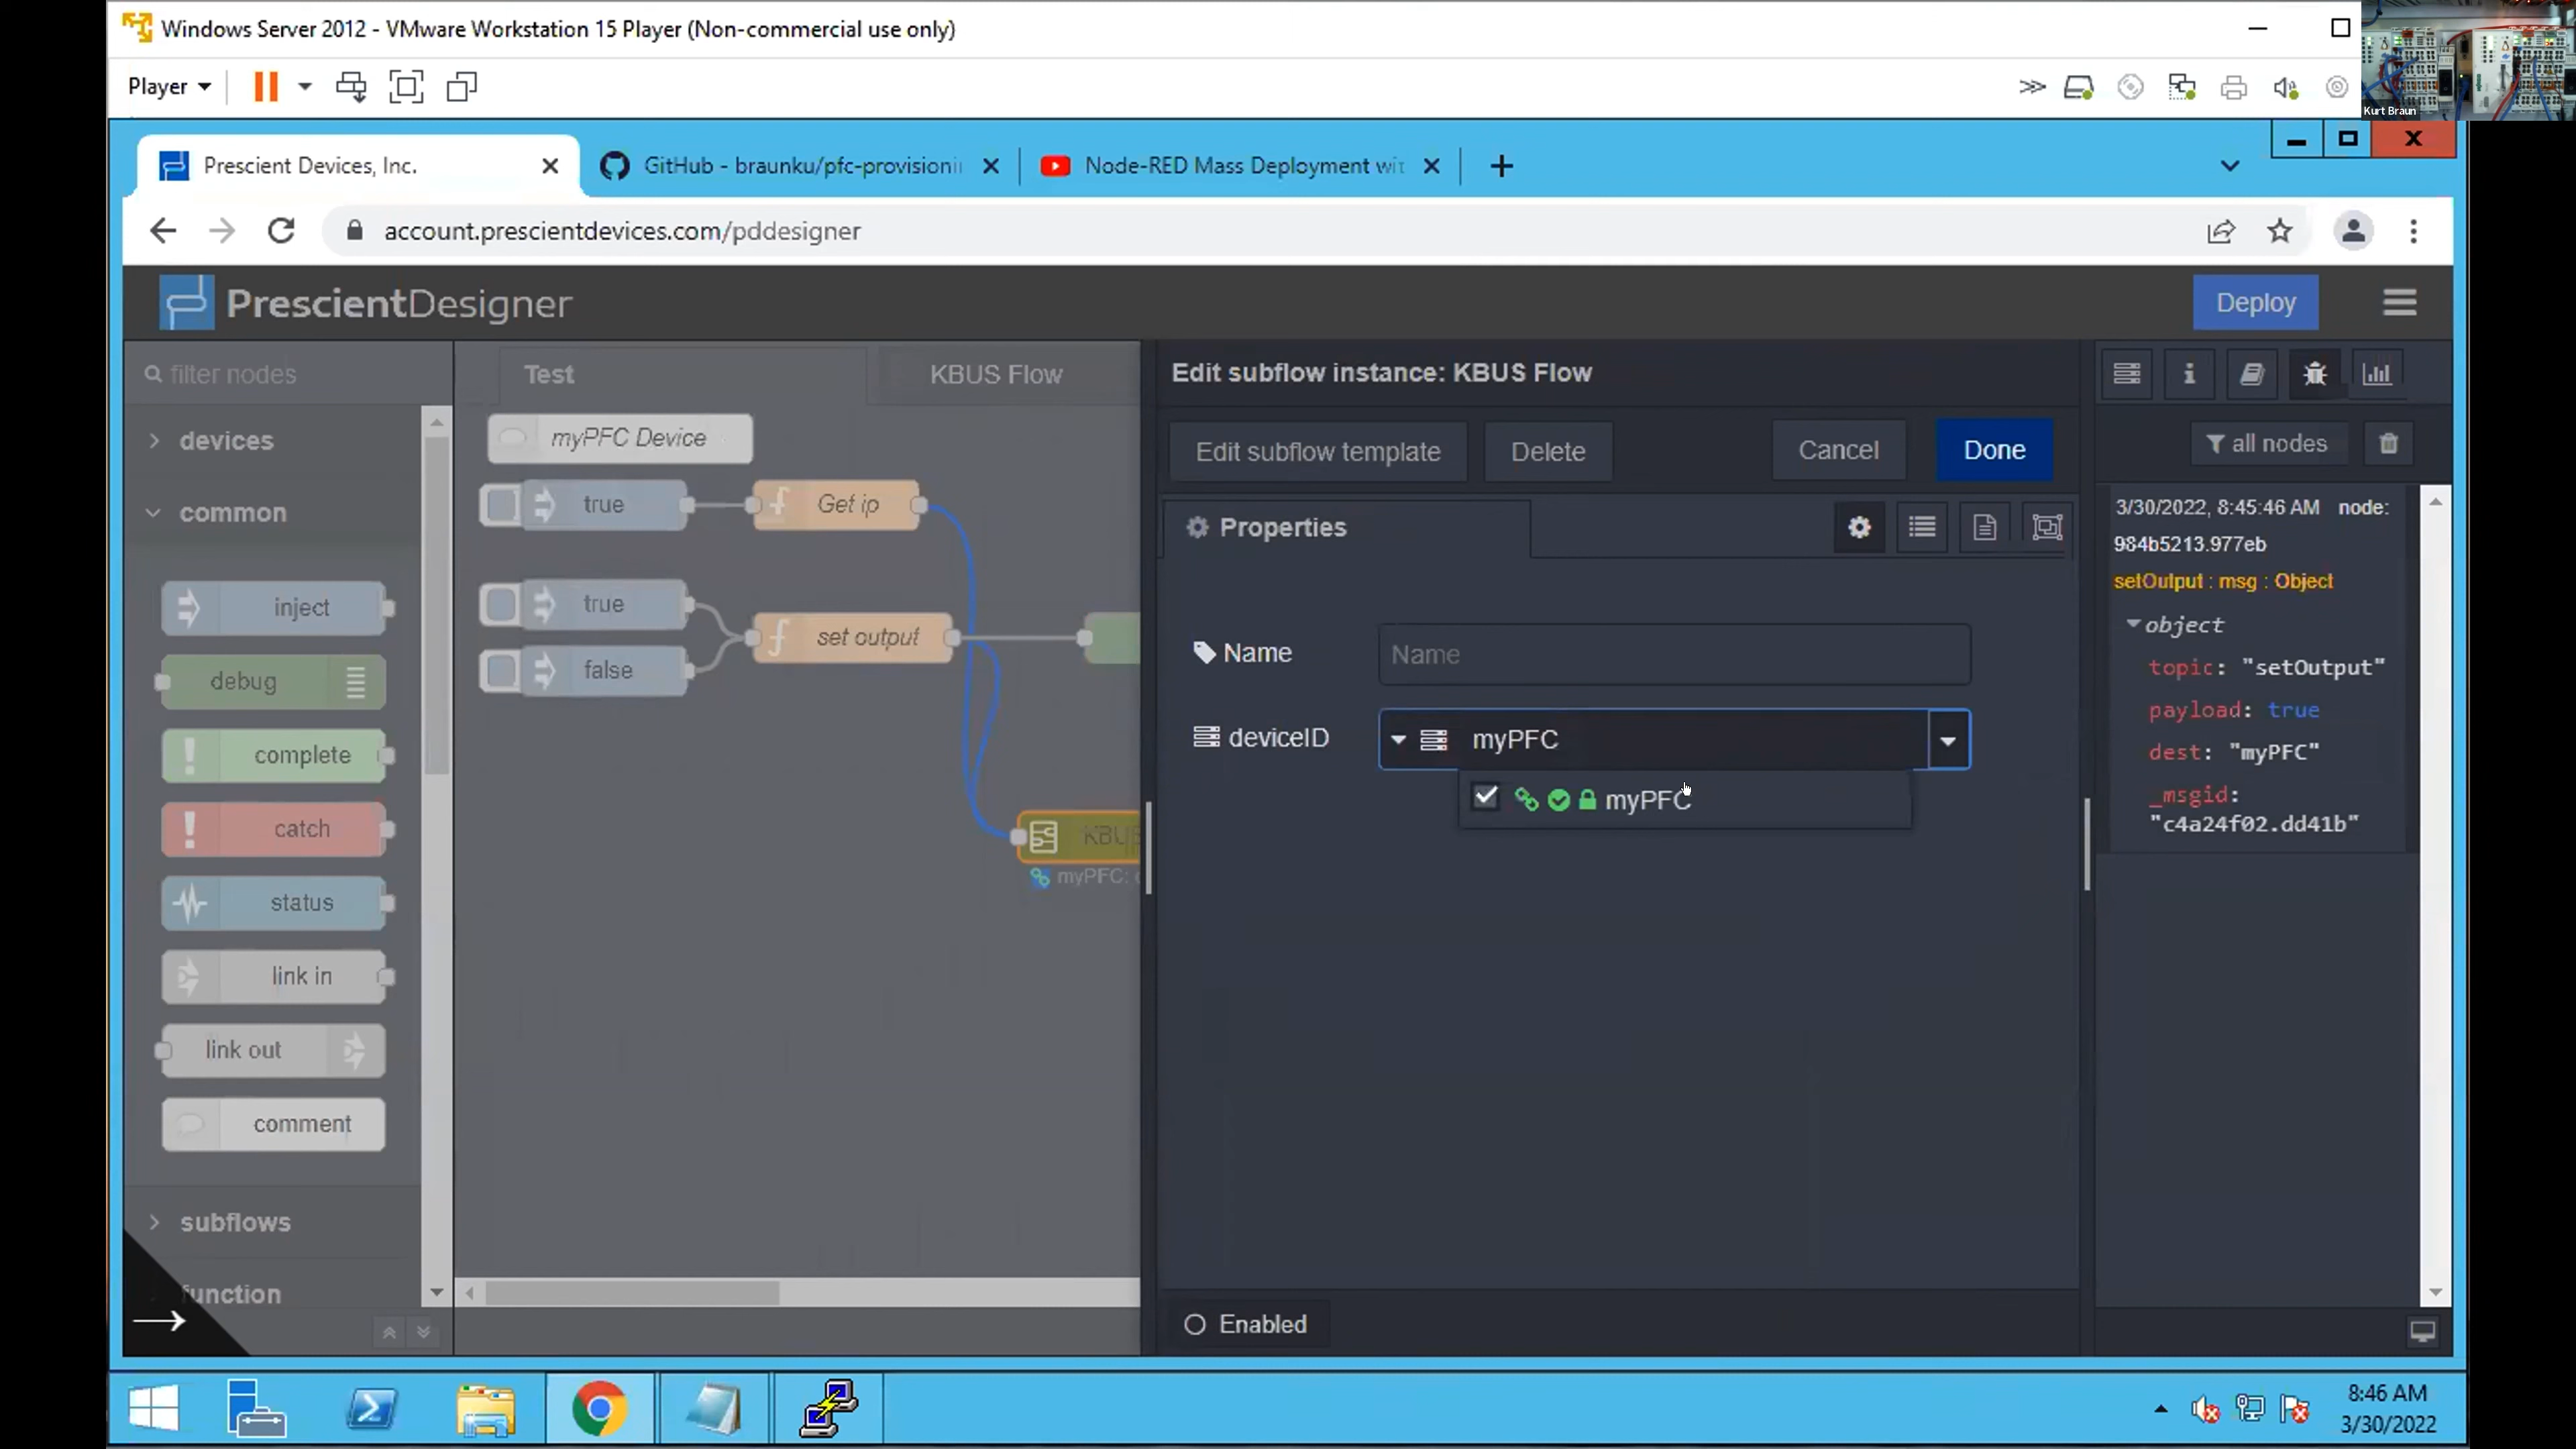 Windows Server 2012 - VMware Workstation 15 Player (Non-commercial use only)
Player
Kurt Braun
Prescient Devices, Inc.
GitHub - braunku/pfc-provisioni
Node-RED Mass Deployment wit
account.prescientdevices.com/pddesigner
PrescientDesigner
Deploy
filter nodes
devices
common
inject
debug
complete
catch
status
link in
link out
comment
subflows
function
Test
KBUS Flow
myPFC Device
true
Get ip
true
false
set output
KBUS
myPFC:
Edit subflow instance: KBUS Flow
Edit subflow template
Delete
Cancel
Done
Properties
Name
Name
deviceID
myPFC
myPFC
Enabled
all nodes
3/30/2022, 8:45:46 AM node:
984b5213.977eb
setOutput : msg : Object
object
topic: "setOutput"
payload: true
dest: "myPFC"
_msgid:
"c4a24f02.dd41b"
8:46 AM
3/30/2022